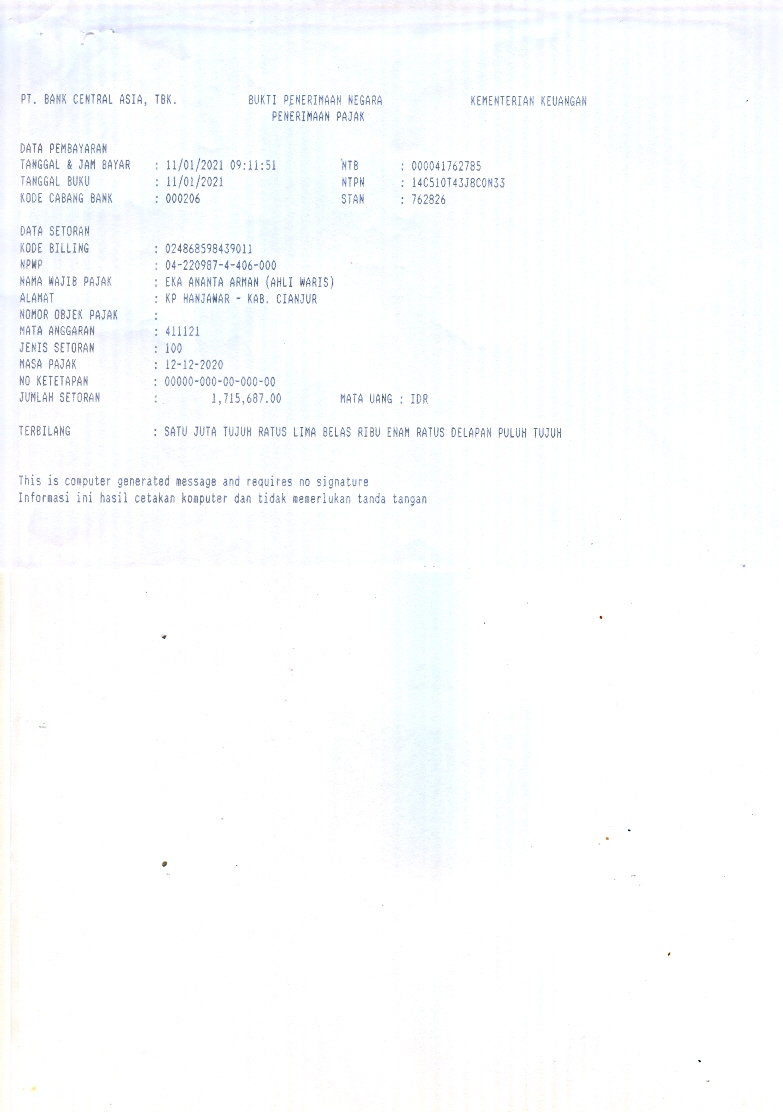 PT. BANK CENTRAL ASIA, TBK. BUKTI PENERIMAAN NEGARA KEMENTERIAN KEUANGAN
PENERIMAAN PAJAK
DATA PEMBAYARAN
TANGGAL & JAM BAYAR : 11/01/2021 09:11:51 NTB : 000041762785
TANGGAL BUKU : 11/01/2021 NTPN : 14C510T43J8C0N33
KODE CABANG BANK : 000206 STAN : 762826
DATA SETORAN
KODE BILLING : 024868598439011
NPWP : 04-220987-4-406-000
NAMA WAJIB PAJAK : EKA ANANTA ARMAN (AHLI WARIS)
ALAMAT : KP HANJAWAR - KAB. CIANJUR
NOMOR OBJEK PAJAK :
MATA ANGGARAN : 411121
JENIS SETORAN : 100
MASA PAJAK : 12-12-2020
NO KETETAPAN : 00000-000-00-000-00
JUMLAH SETORAN : 1,715,687.00 MATA UANG : IDR
TERBILANG : SATU JUTA TUJUH RATUS LIMA BELAS RIBU ENAM RATUS DELAPAN PULUH TUJUH
This is computer generated message and requires no signature
Informasi ini hasil cetakan komputer dan tidak memerlukan tanda tangan